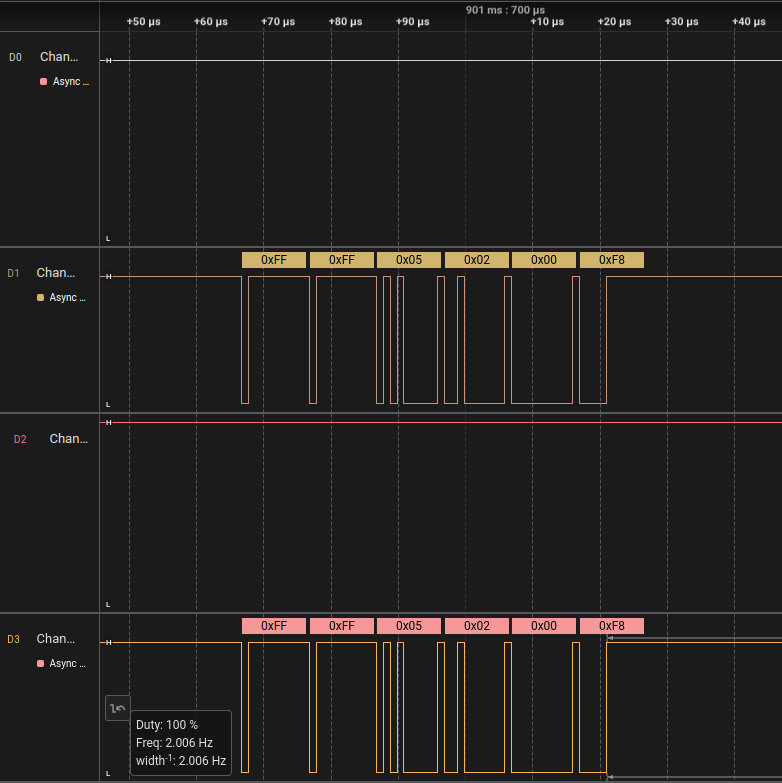 901 ms : 700 µs
+50 µs +60 µs +70 µs +80 µs +90 µs +10 µs +20 µs +30 µs +40 µs
D0 Chan... H
Async ...
L
0xFF 0xFF 0x05 0x02 0x00 0xF8
D1 Chan... H
Async ...
L
H
D2 Chan...
L
0xFF 0xFF 0x05 0x02 0x00 0xF8
D3 Chan... H
Async ...
Duty: 100 %
Freq: 2.006 Hz
width⁻¹: 2.006 Hz
L